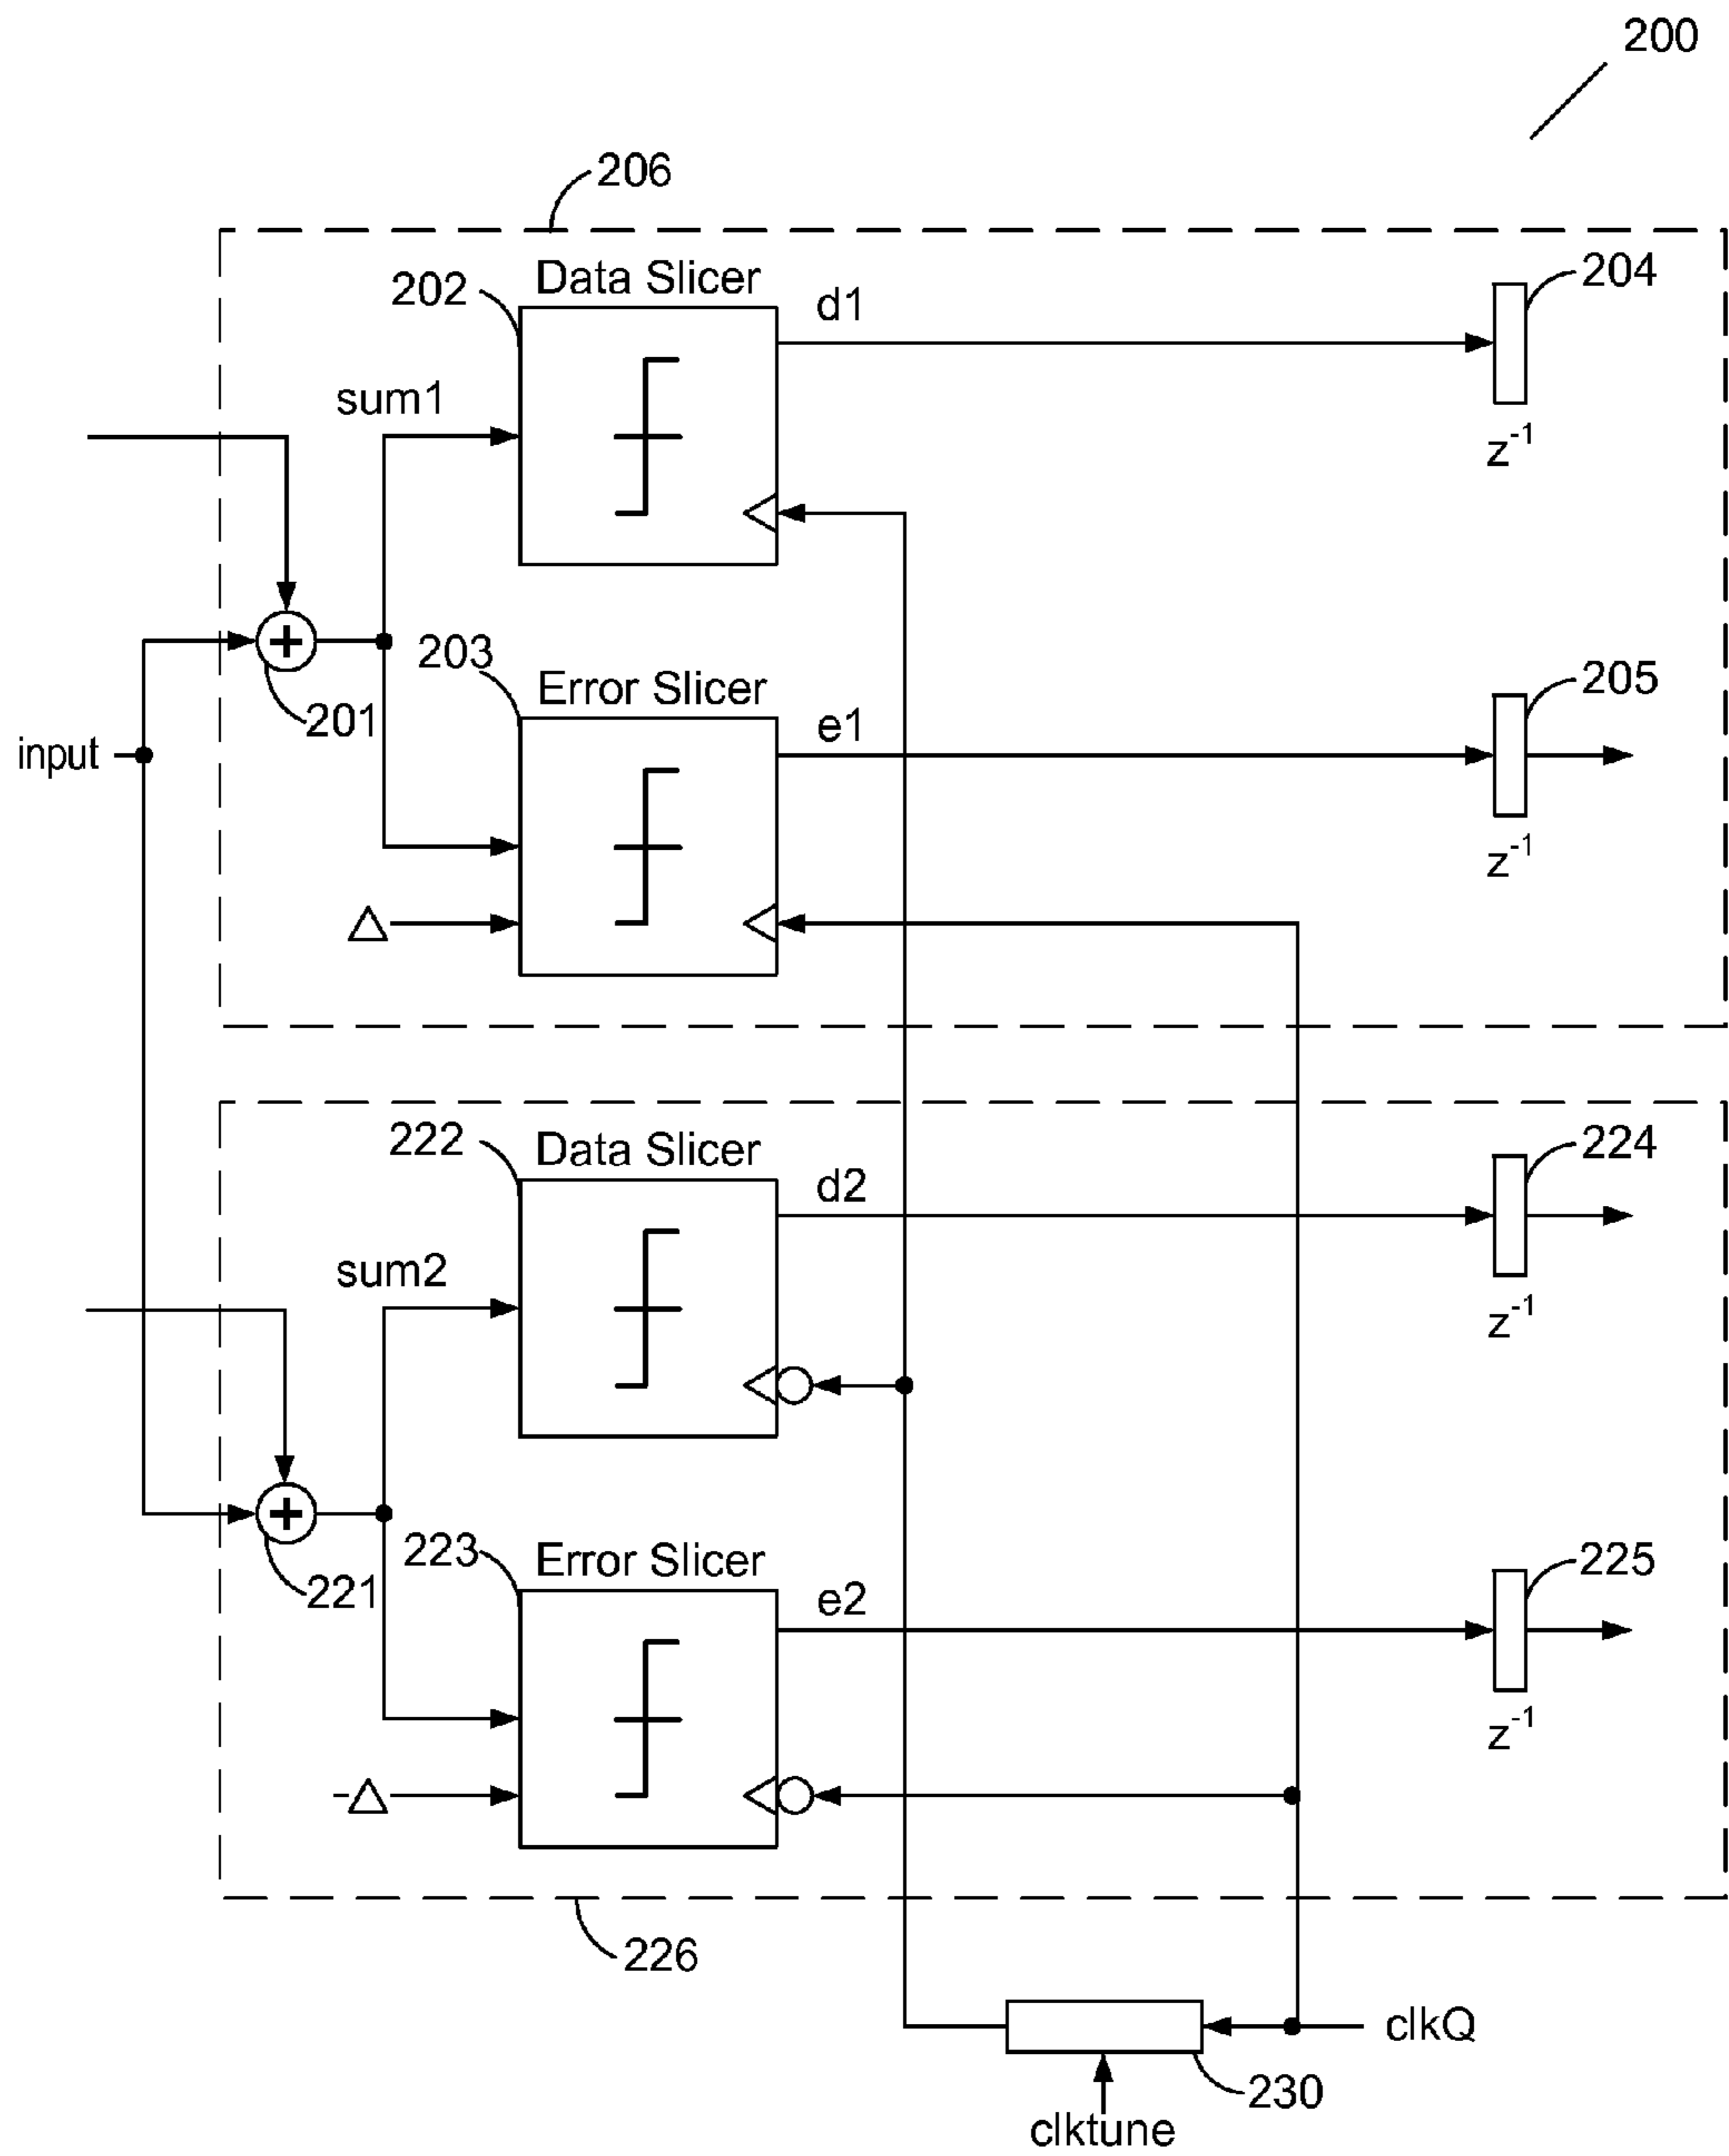 200
206
Data Slicer
202
d1
204
sum1
z⁻¹
203
Error Slicer
201
e1
205
input
z⁻¹
Δ
222
Data Slicer
d2
224
sum2
z⁻¹
223
Error Slicer
221
e2
225
z⁻¹
-Δ
226
clkQ
230
clktune